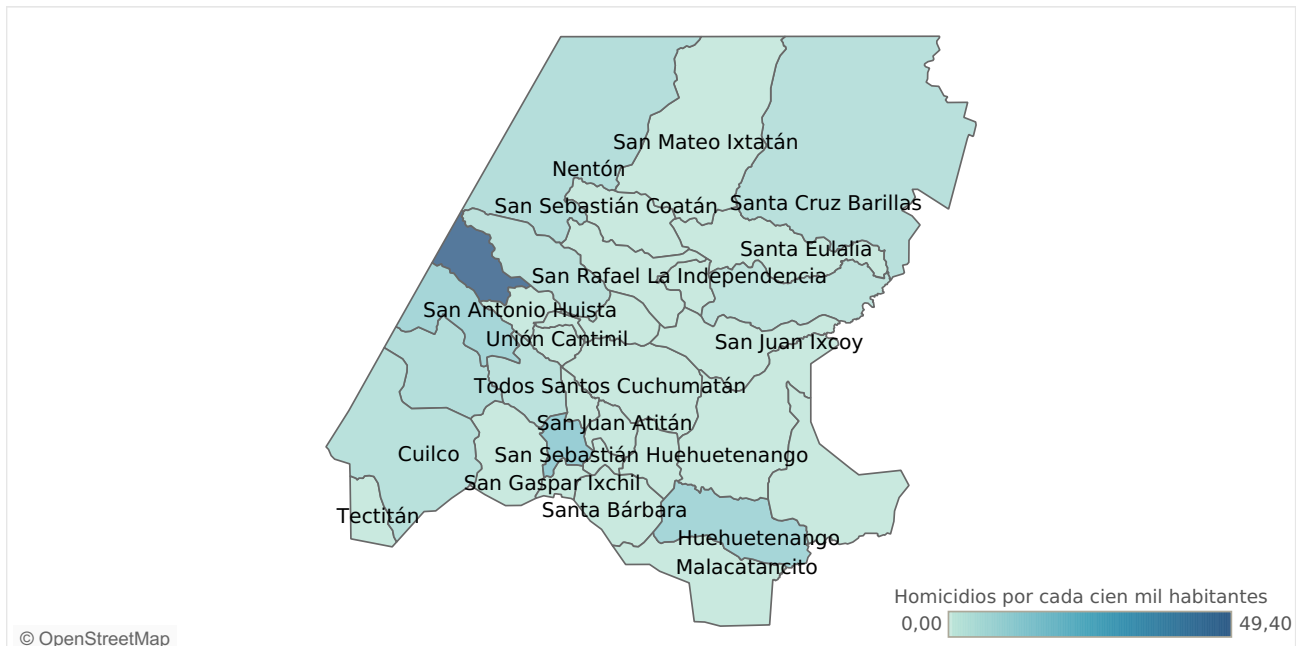 San Mateo Ixtatán
Nentón
San Sebastián Coatán
Santa Cruz Barillas
Santa Eulalia
San Rafael La Independencia
San Antonio Huista
Unión Cantinil
San Juan Ixcoy
Todos Santos Cuchumatán
San Juan Atitán
Cuilco
San Sebastián Huehuetenango
San Gaspar Ixchil
Santa Bárbara
Tectitán
Huehuetenango
Malacatancito
Homicidios por cada cien mil habitantes
0,00
49,40
© OpenStreetMap